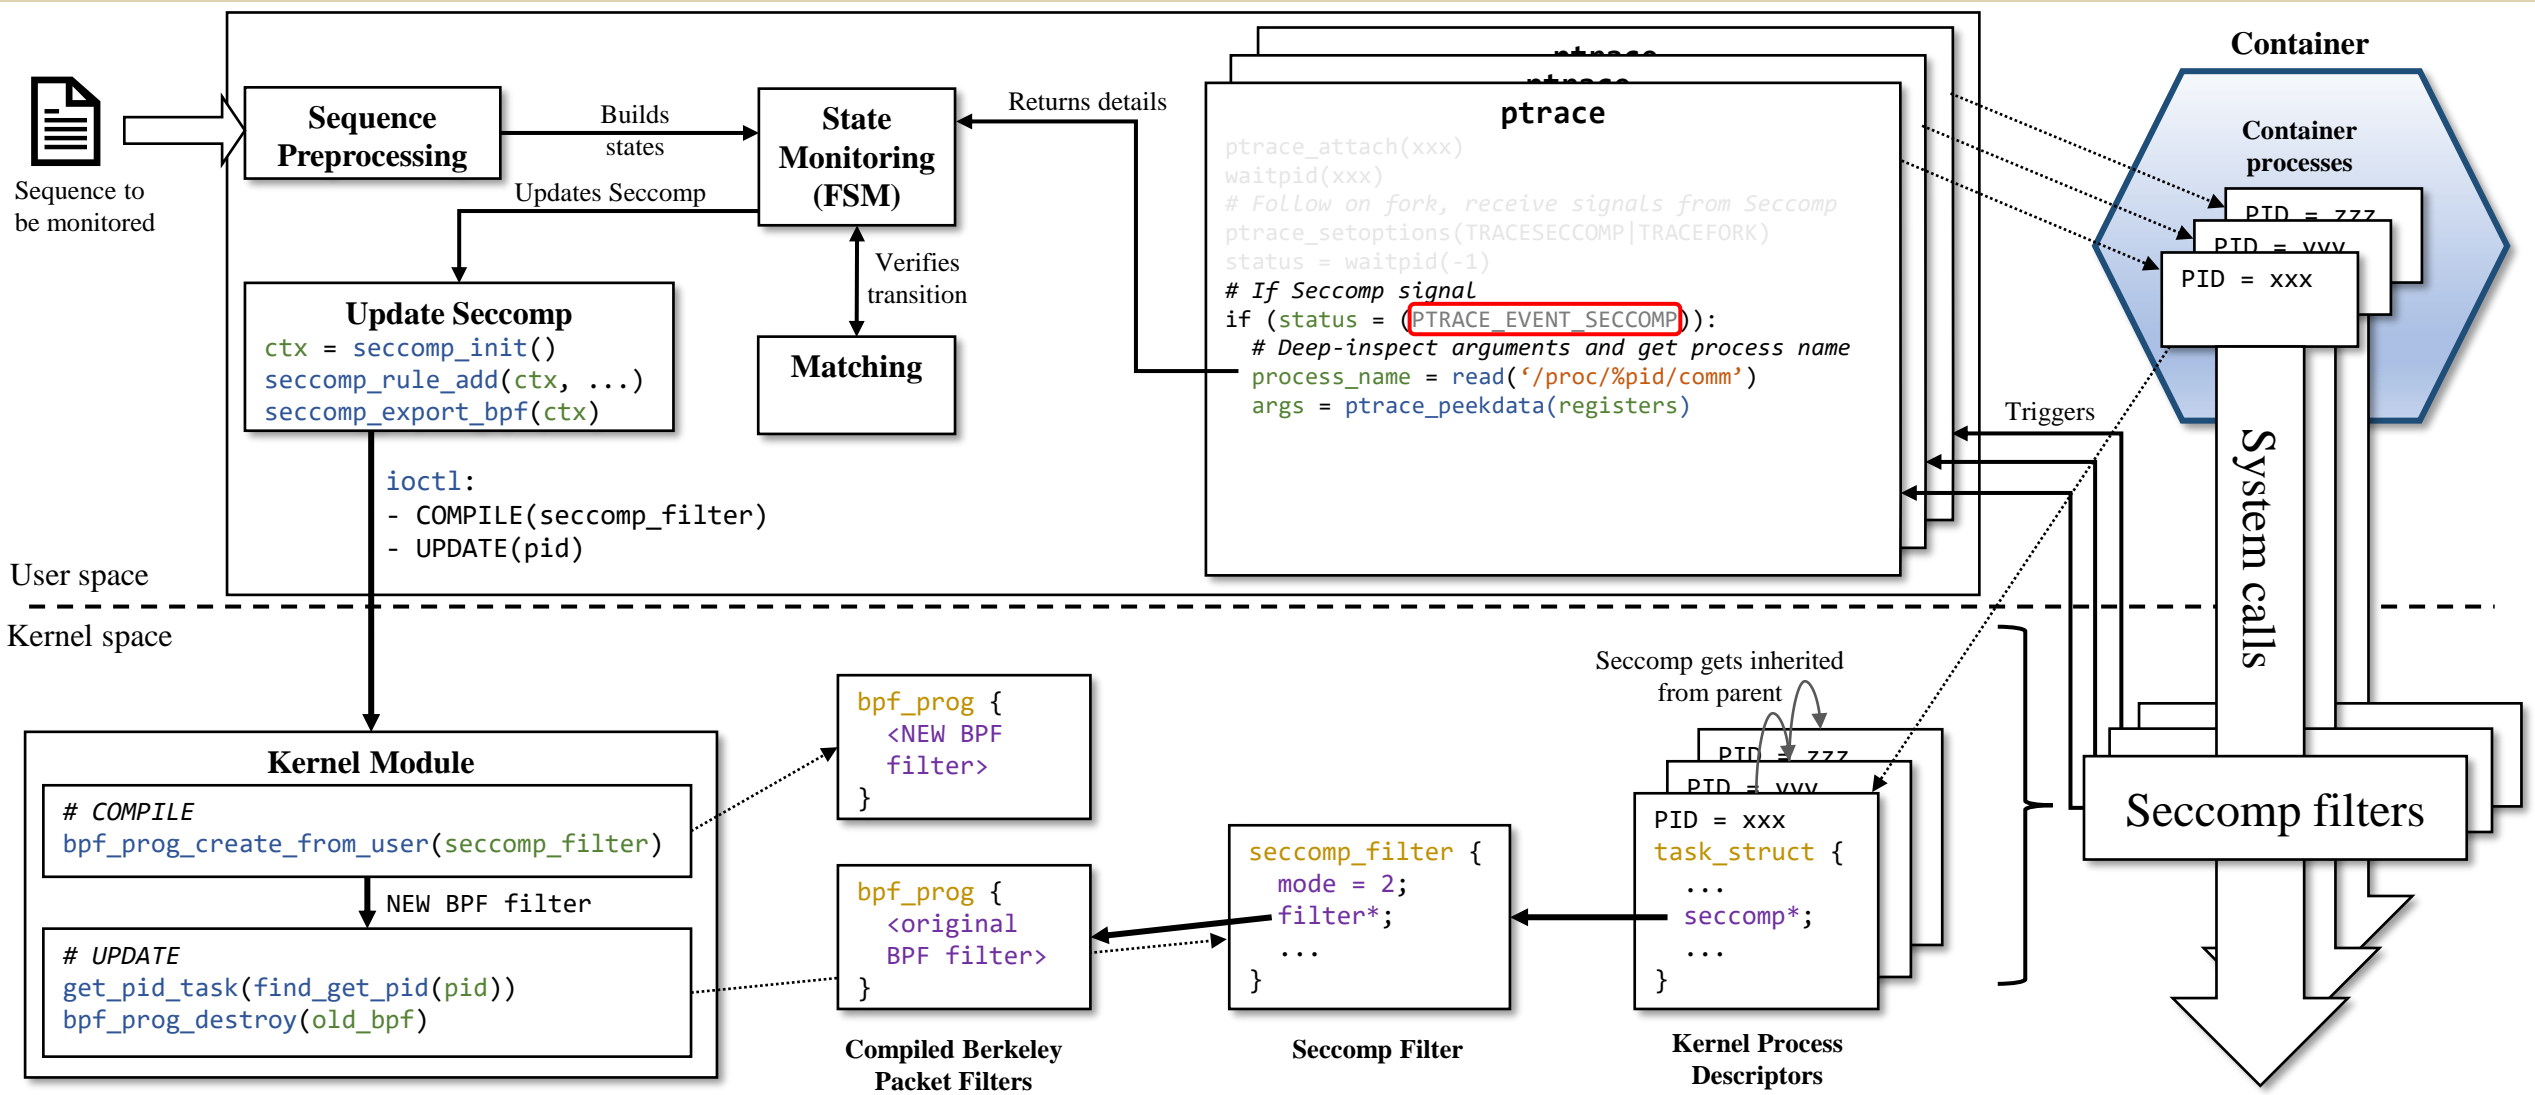 Sequence to
be monitored
Sequence
Preprocessing
Builds
states
State
Monitoring
(FSM)
Updates Seccomp
Update Seccomp
ctx = seccomp_init()
seccomp_rule_add(ctx, ...)
seccomp_export_bpf(ctx)
Verifies
transition
Matching
ioctl:
- COMPILE(seccomp_filter)
- UPDATE(pid)
Returns details
ptrace
ptrace
ptrace
ptrace_attach(xxx)
waitpid(xxx)
# Follow on fork, receive signals from Seccomp
ptrace_setoptions(TRACESECCOMP|TRACEFORK)
status = waitpid(-1)
# If Seccomp signal
if (status = (PTRACE_EVENT_SECCOMP)):
# Deep-inspect arguments and get process name
process_name = read(‘/proc/%pid/comm’)
args = ptrace_peekdata(registers)
Container
Container
processes
PID = zzz
PID = yyy
PID = xxx
Triggers
System calls
User space
Kernel space
Kernel Module
# COMPILE
bpf_prog_create_from_user(seccomp_filter)
NEW BPF filter
# UPDATE
get_pid_task(find_get_pid(pid))
bpf_prog_destroy(old_bpf)
bpf_prog {
<NEW BPF
filter>
}
bpf_prog {
<original
BPF filter>
}
Compiled Berkeley
Packet Filters
seccomp_filter {
mode = 2;
filter*;
...
}
Seccomp Filter
Seccomp gets inherited
from parent
PID = zzz
PID = yyy
PID = xxx
task_struct {
...
seccomp*;
...
}
Kernel Process
Descriptors
Seccomp filters